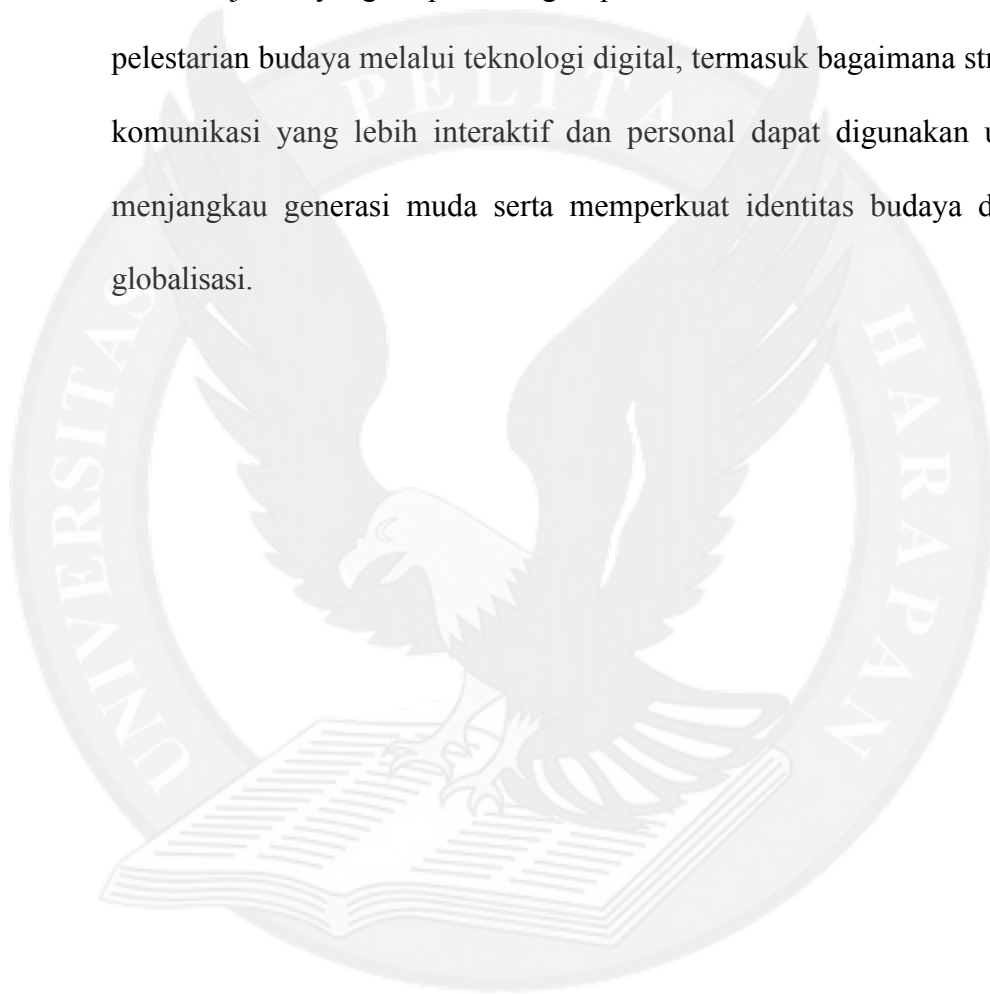 pelestarian budaya melalui teknologi digital, termasuk bagaimana
komunikasi yang lebih interaktif dan personal dapat digunakan
menjangkau generasi muda serta memperkuat identitas budaya
globalisasi.
UNIVERSITAS PELITA HARAPAN